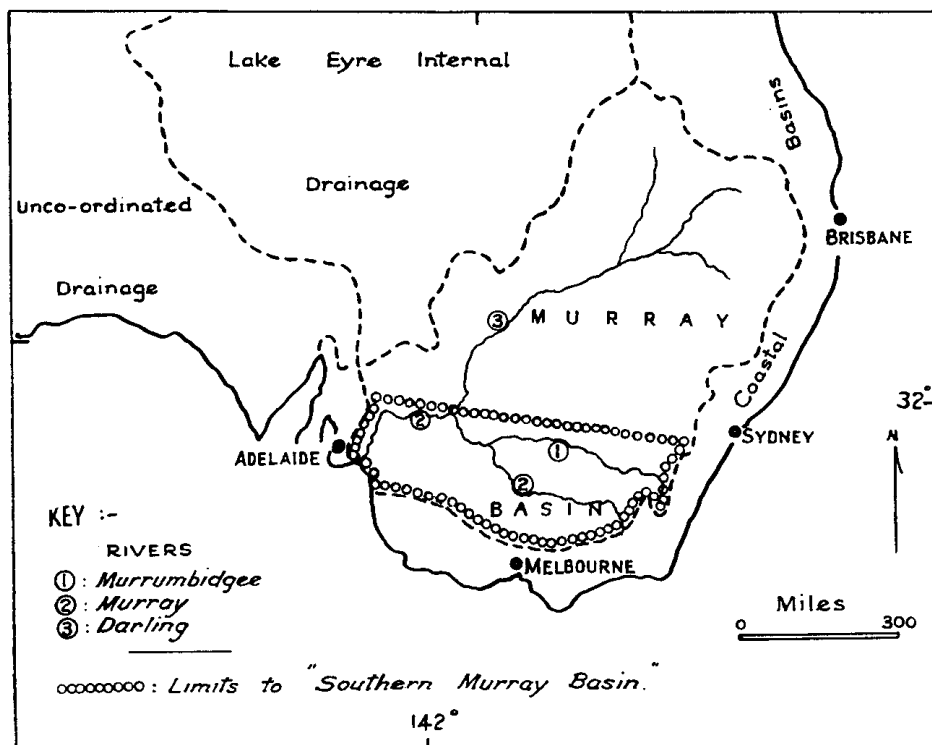 Lake Eyre Internal
Drainage
Unco-ordinated
Drainage
Basins
Coastal
BRISBANE
MURRAY
③
32°
②
①
SYDNEY
ADELAIDE
②
BASIN
N
MELBOURNE
KEY :-
RIVERS
① : Murrumbidgee
② : Murray
③ : Darling
Miles
0 300
ooooooooo : Limits to "Southern Murray Basin."
142°